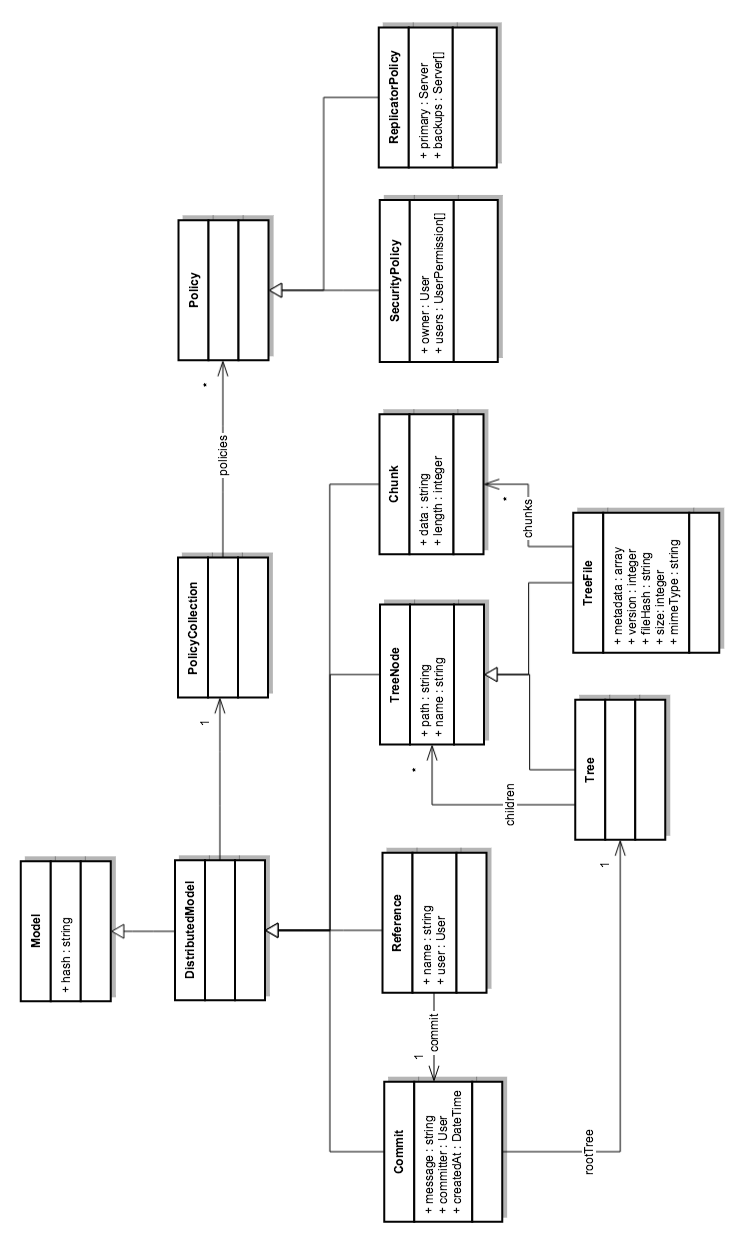 Model
+ hash : string
DistributedModel
1
PolicyCollection
policies
*
Policy
Commit
+ message : string
+ committer : User
+ createdAt : DateTime
1
commit
Reference
+ name : string
+ user : User
TreeNode
+ path : string
+ name : string
Chunk
+ data : string
+ length : integer
SecurityPolicy
+ owner : User
+ users : UserPermission[]
ReplicatorPolicy
+ primary : Server
+ backups : Server[]
*
children
*
chunks
rootTree
1
Tree
TreeFile
+ metadata : array
+ version : integer
+ fileHash : string
+ size: integer
+ mimeType : string